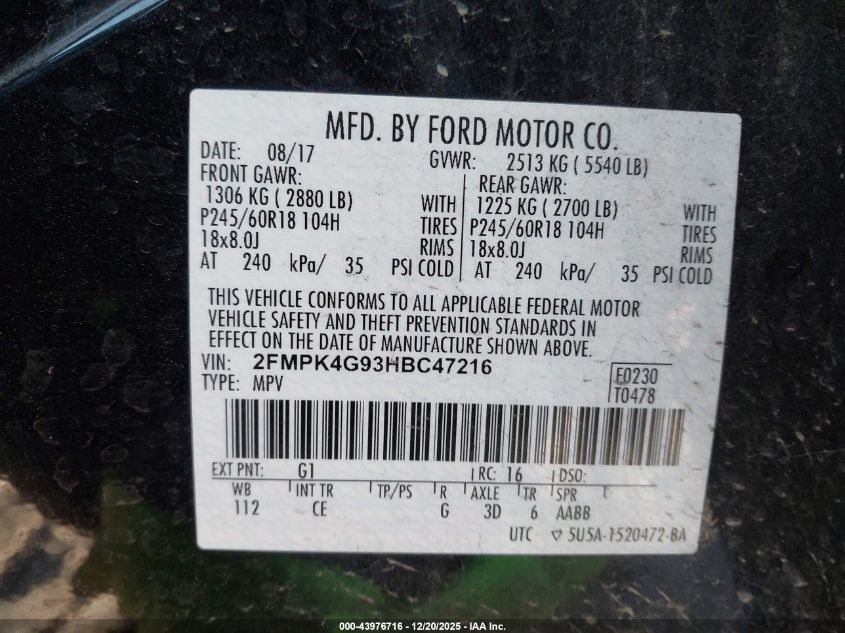 MFD. BY FORD MOTOR CO.
DATE: 08/17 GVWR: 2513 KG ( 5540 LB)
FRONT GAWR: REAR GAWR:
1306 KG ( 2880 LB) WITH 1225 KG ( 2700 LB) WITH
P245/60R18 104H TIRES P245/60R18 104H TIRES
18x8.0J RIMS 18x8.0J RIMS
AT 240 kPa/ 35 PSI COLD AT 240 kPa/ 35 PSI COLD
THIS VEHICLE CONFORMS TO ALL APPLICABLE FEDERAL MOTOR
VEHICLE SAFETY AND THEFT PREVENTION STANDARDS IN
EFFECT ON THE DATE OF MANUFACTURE SHOWN ABOVE.
VIN: 2FMPK4G93HBC47216
TYPE: MPV
F0230
T0478
EXT PNT: G1 RC: 16 DSO:
WB INT TR TP/PS R AXLE TR SPR
112 CE G 3D 6 AABB
UTC ▽ 5U5A-1520472-BA
000-43976716 - 12/20/2025 - IAA Inc.